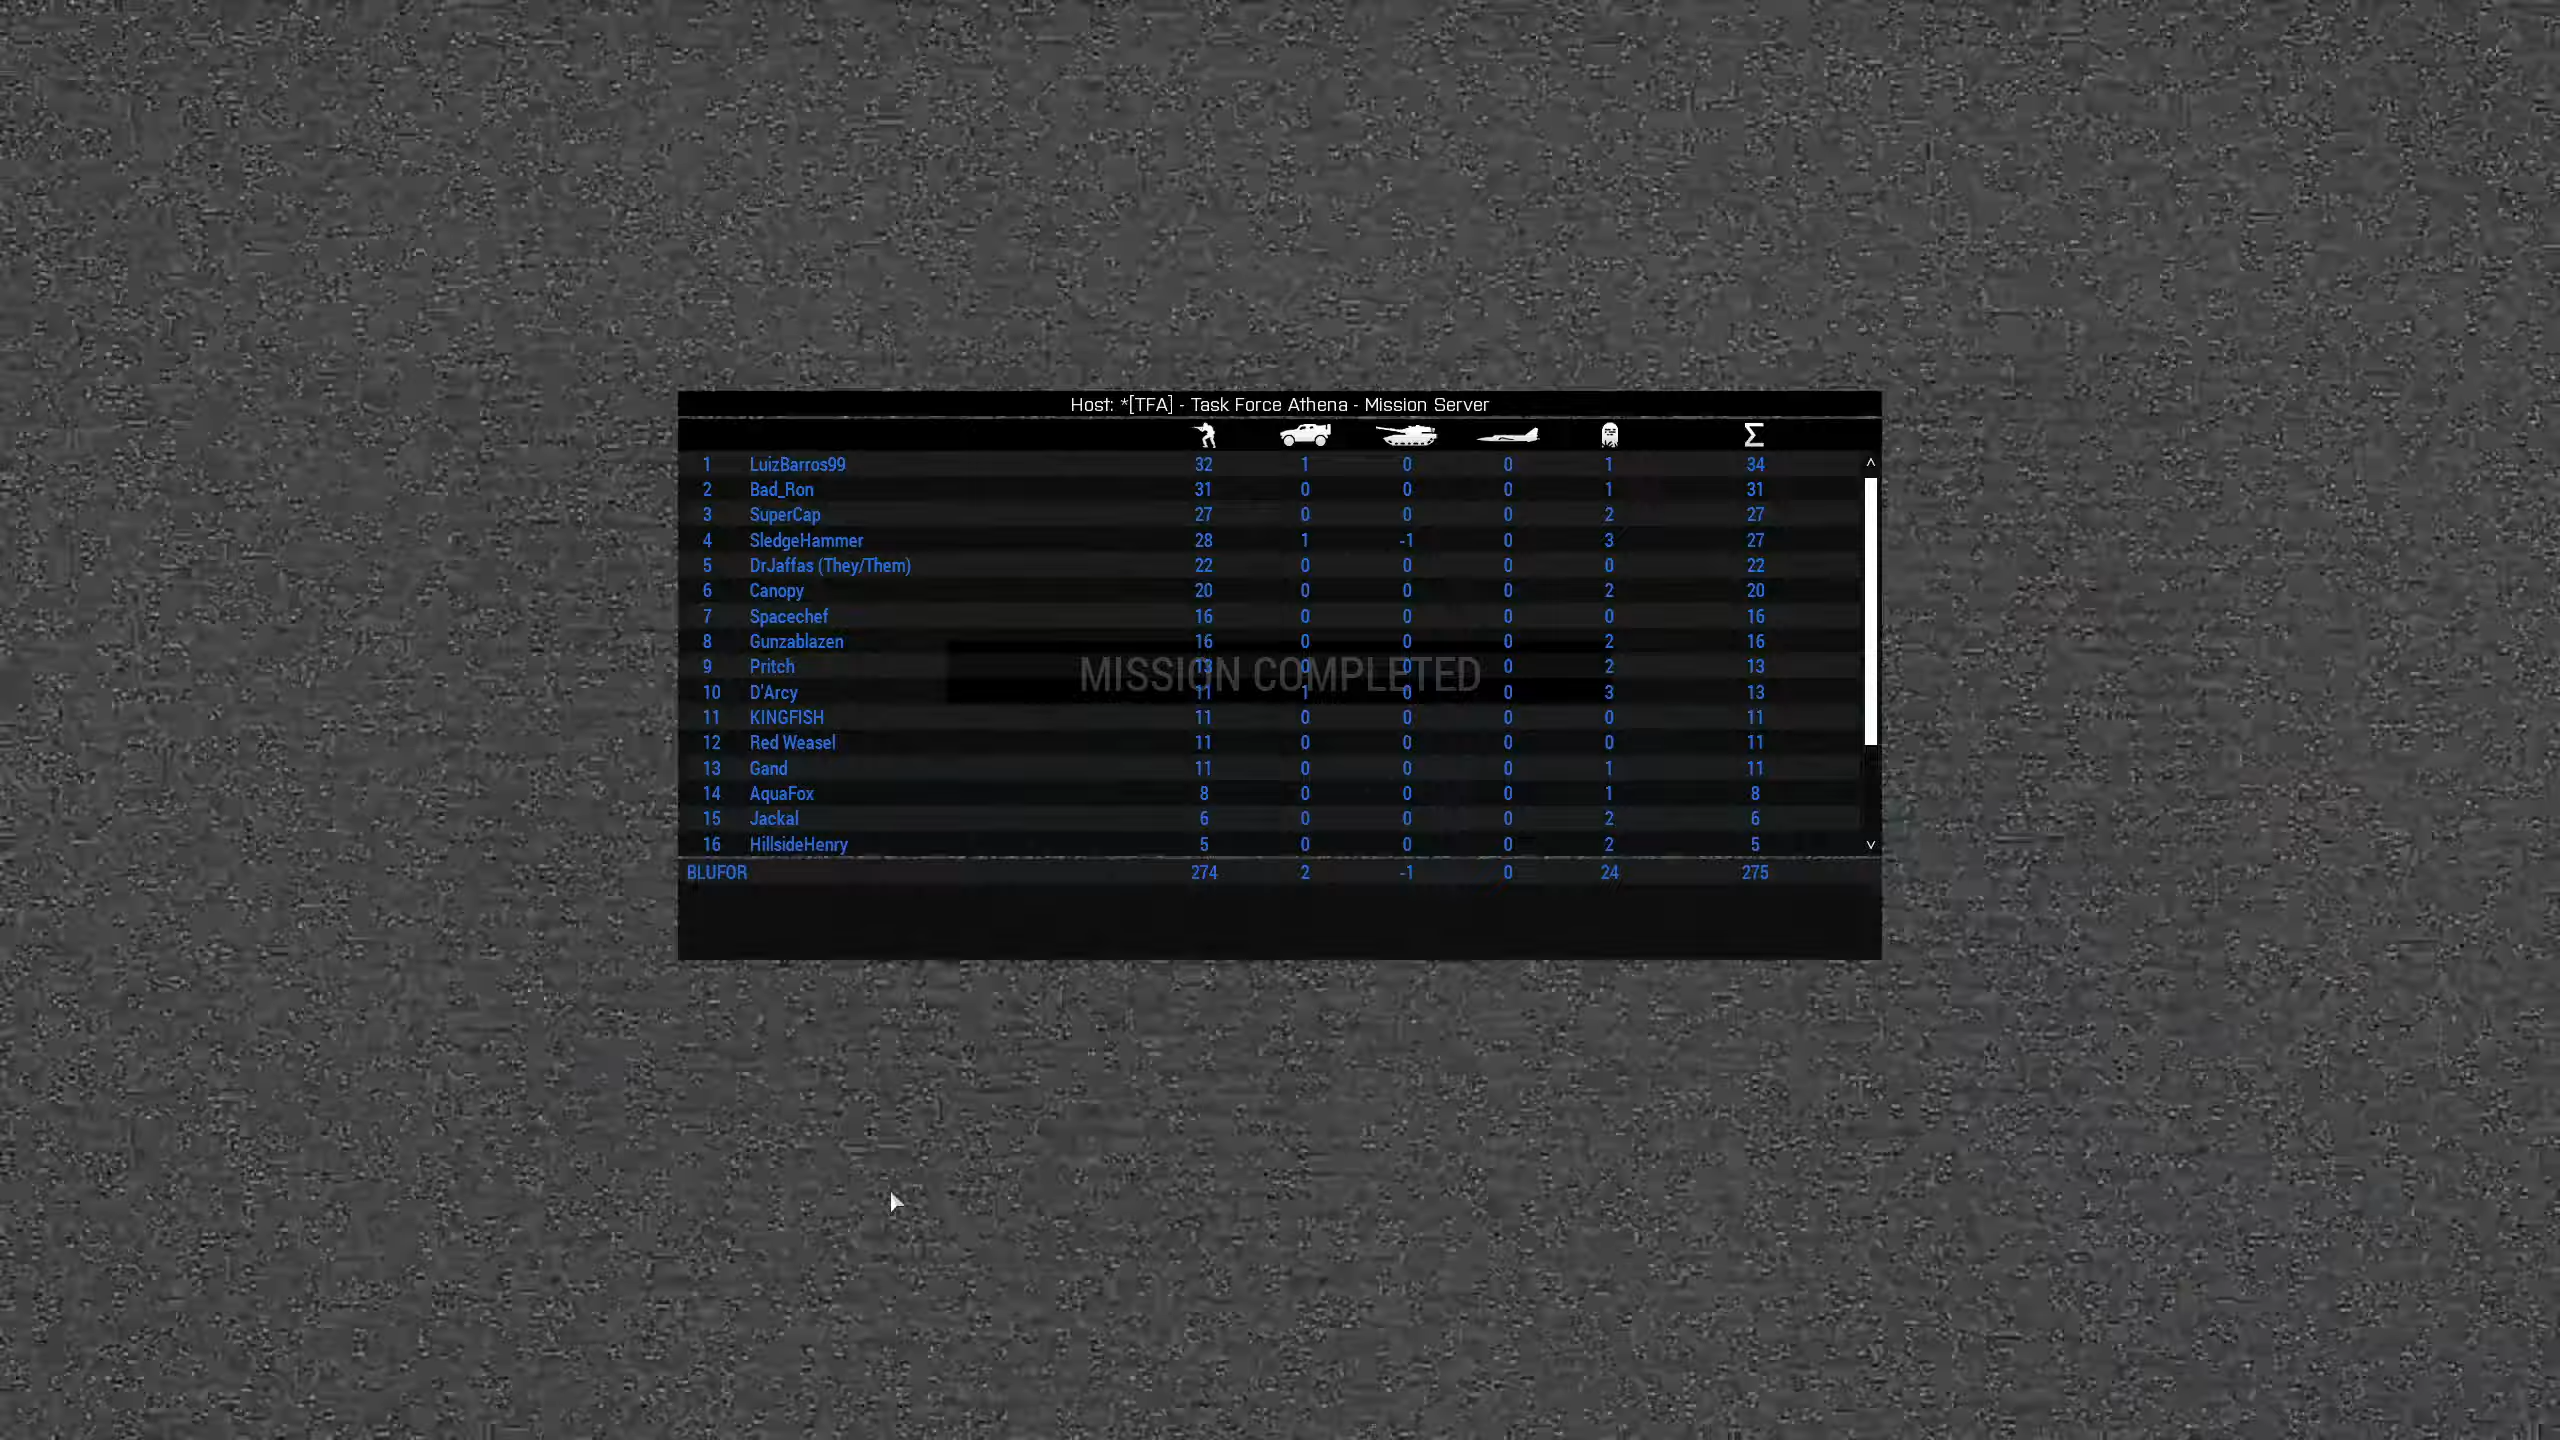 Host: *[TFA] - Task Force Athena - Mission Server
Σ
1 LuizBarros99 32 1 0 0 1 34
2 Bad_Ron 31 0 0 0 1 31
3 SuperCap 27 0 0 0 2 27
4 SledgeHammer 28 1 -1 0 3 27
5 DrJaffas (They/Them) 22 0 0 0 0 22
6 Canopy 20 0 0 0 2 20
7 Spacechef 16 0 0 0 0 16
8 Gunzablazen 16 0 0 0 2 16
9 Pritch 13 0 0 0 2 13
MISSION COMPLETED
10 D'Arcy 11 1 0 0 3 13
11 KINGFISH 11 0 0 0 0 11
12 Red Weasel 11 0 0 0 0 11
13 Gand 11 0 0 0 1 11
14 AquaFox 8 0 0 0 1 8
15 Jackal 6 0 0 0 2 6
16 HillsideHenry 5 0 0 0 2 5
BLUFOR 274 2 -1 0 24 275